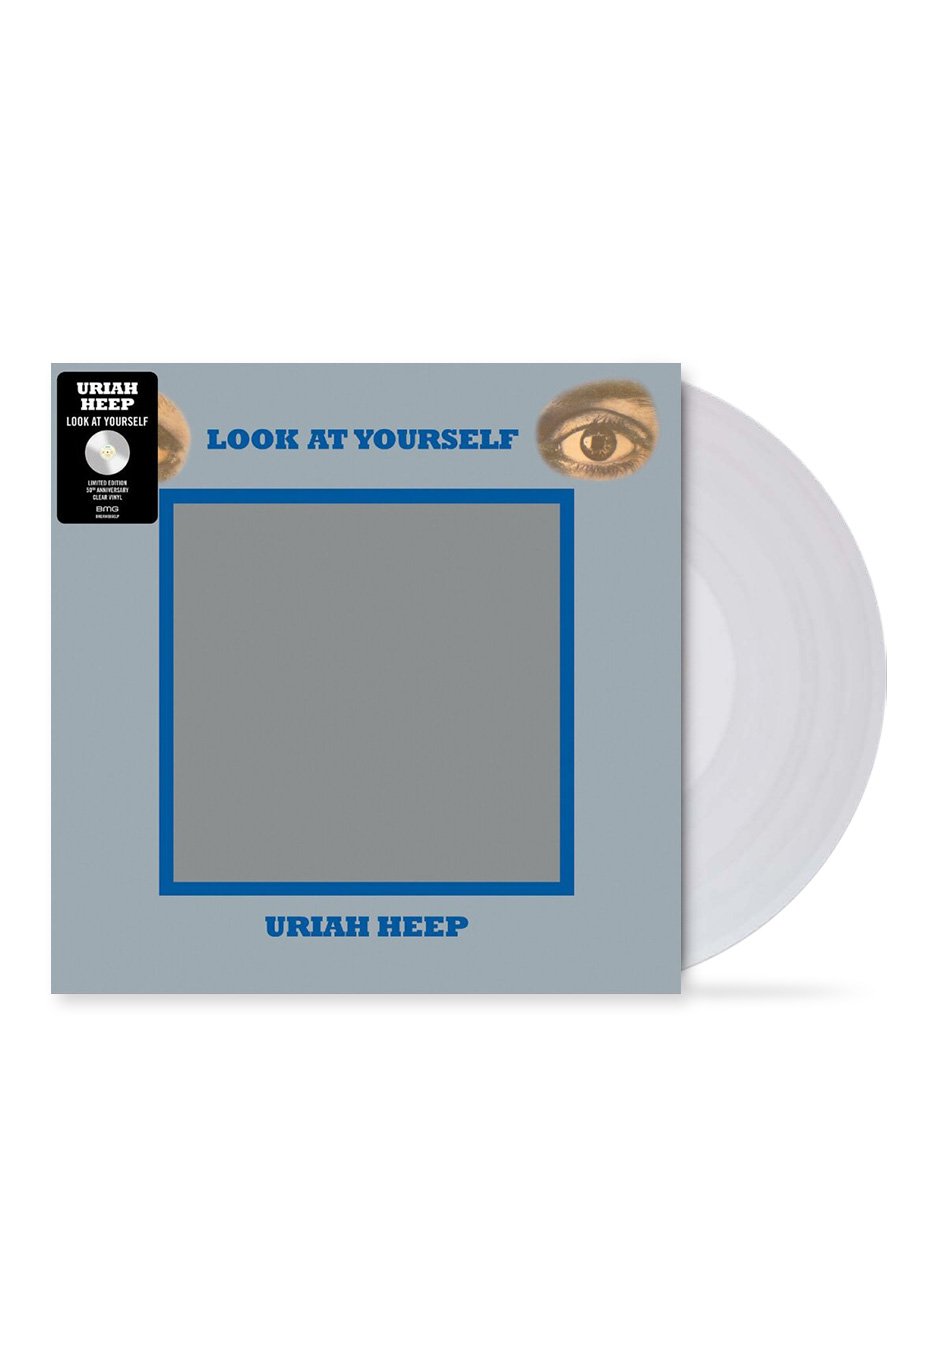 URIAH
HEEP
LOOK AT YOURSELF
LIMITED EDITION
50TH ANNIVERSARY
CLEAR VINYL
BMG
LOOK AT YOURSELF
URIAH HEEP